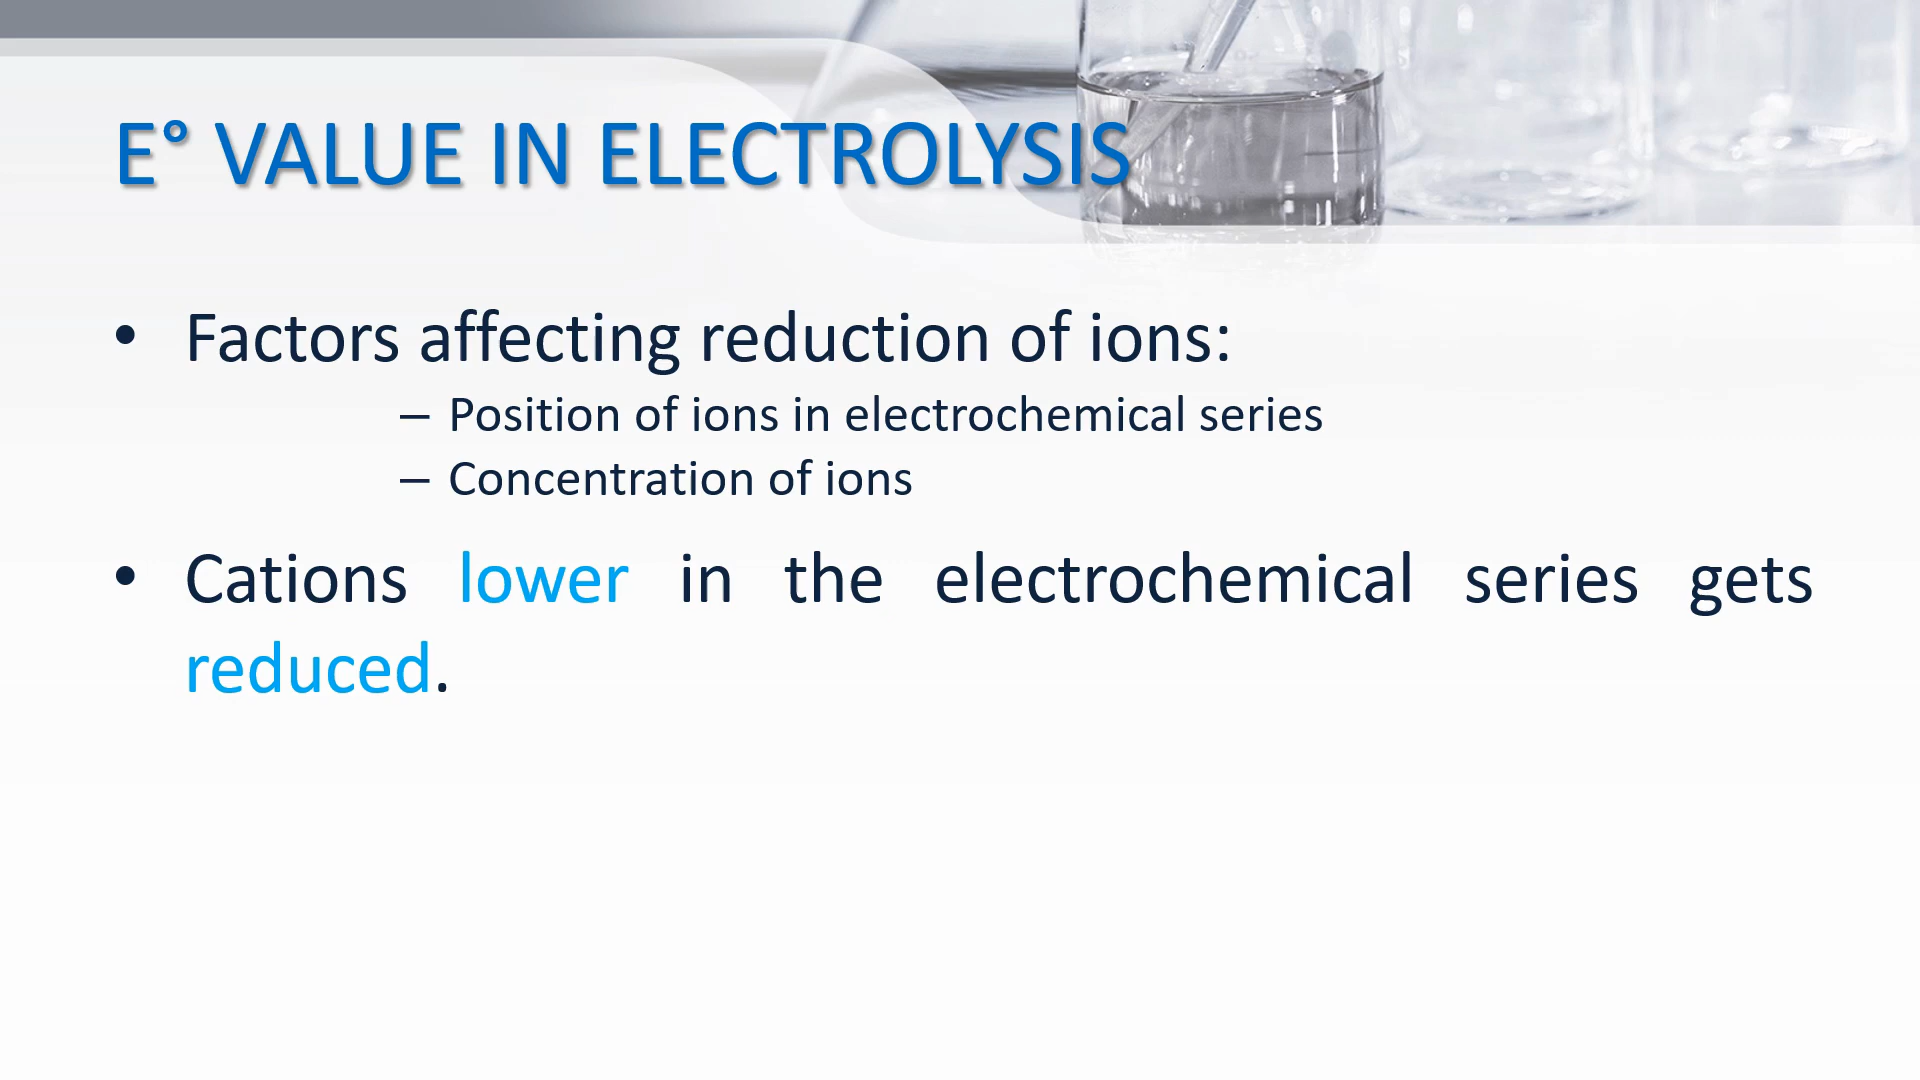 E° VALUE IN ELECTROLYSIS
• Factors affecting reduction of ions:
– Position of ions in electrochemical series
– Concentration of ions
• Cations lower in the electrochemical series gets
reduced.